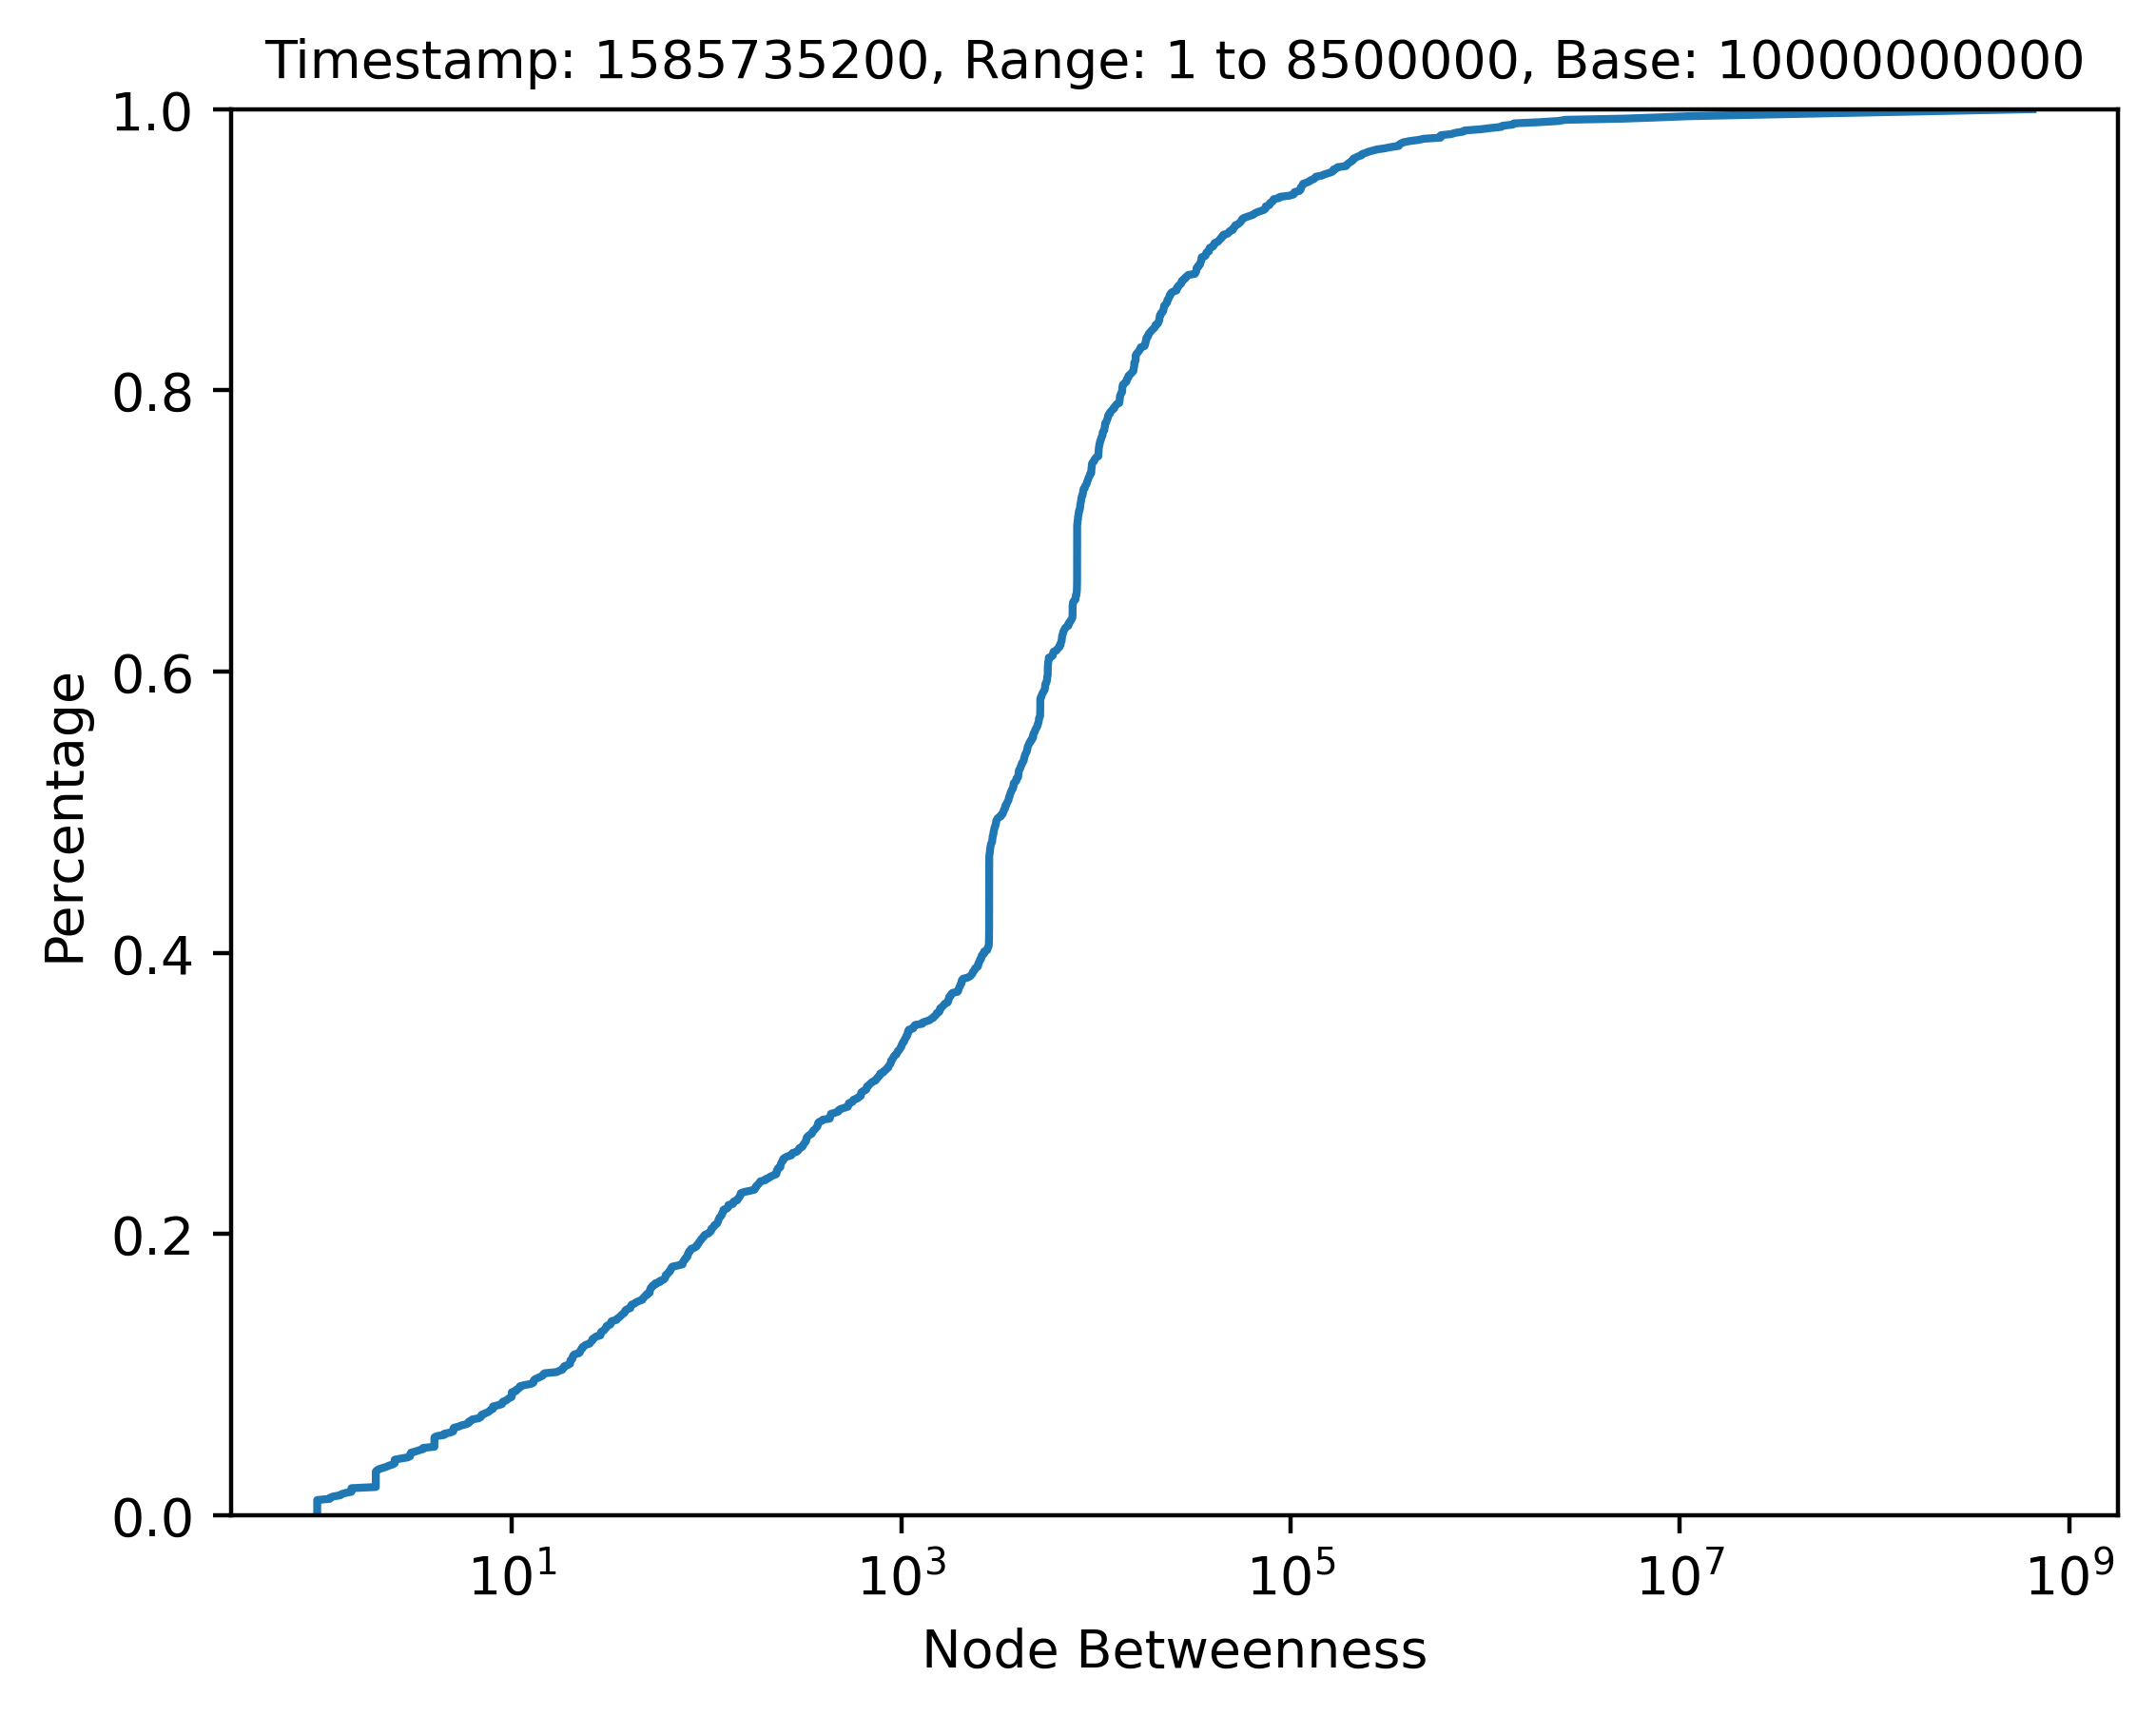 Timestamp: 1585735200, Range: 1 to 8500000, Base: 10000000000
1.0
0.8
0.6
0.4
0.2
0.0
Percentage
10¹ 10³ 10⁵ 10⁷ 10⁹
Node Betweenness